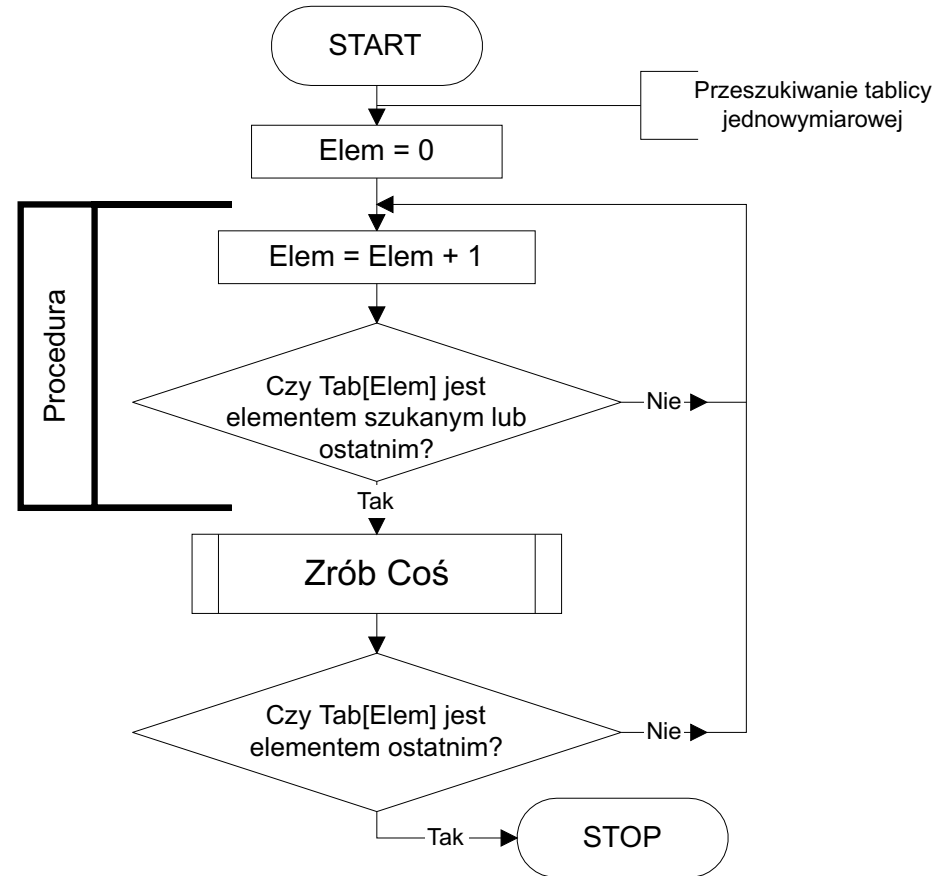 START
Przeszukiwanie tablicy
jednowymiarowej
Elem = 0
Elem = Elem + 1
Procedura
Czy Tab[Elem] jest
elementem szukanym lub
ostatnim?
Nie
Tak
Zrób Coś
Czy Tab[Elem] jest
elementem ostatnim?
Nie
Tak
STOP